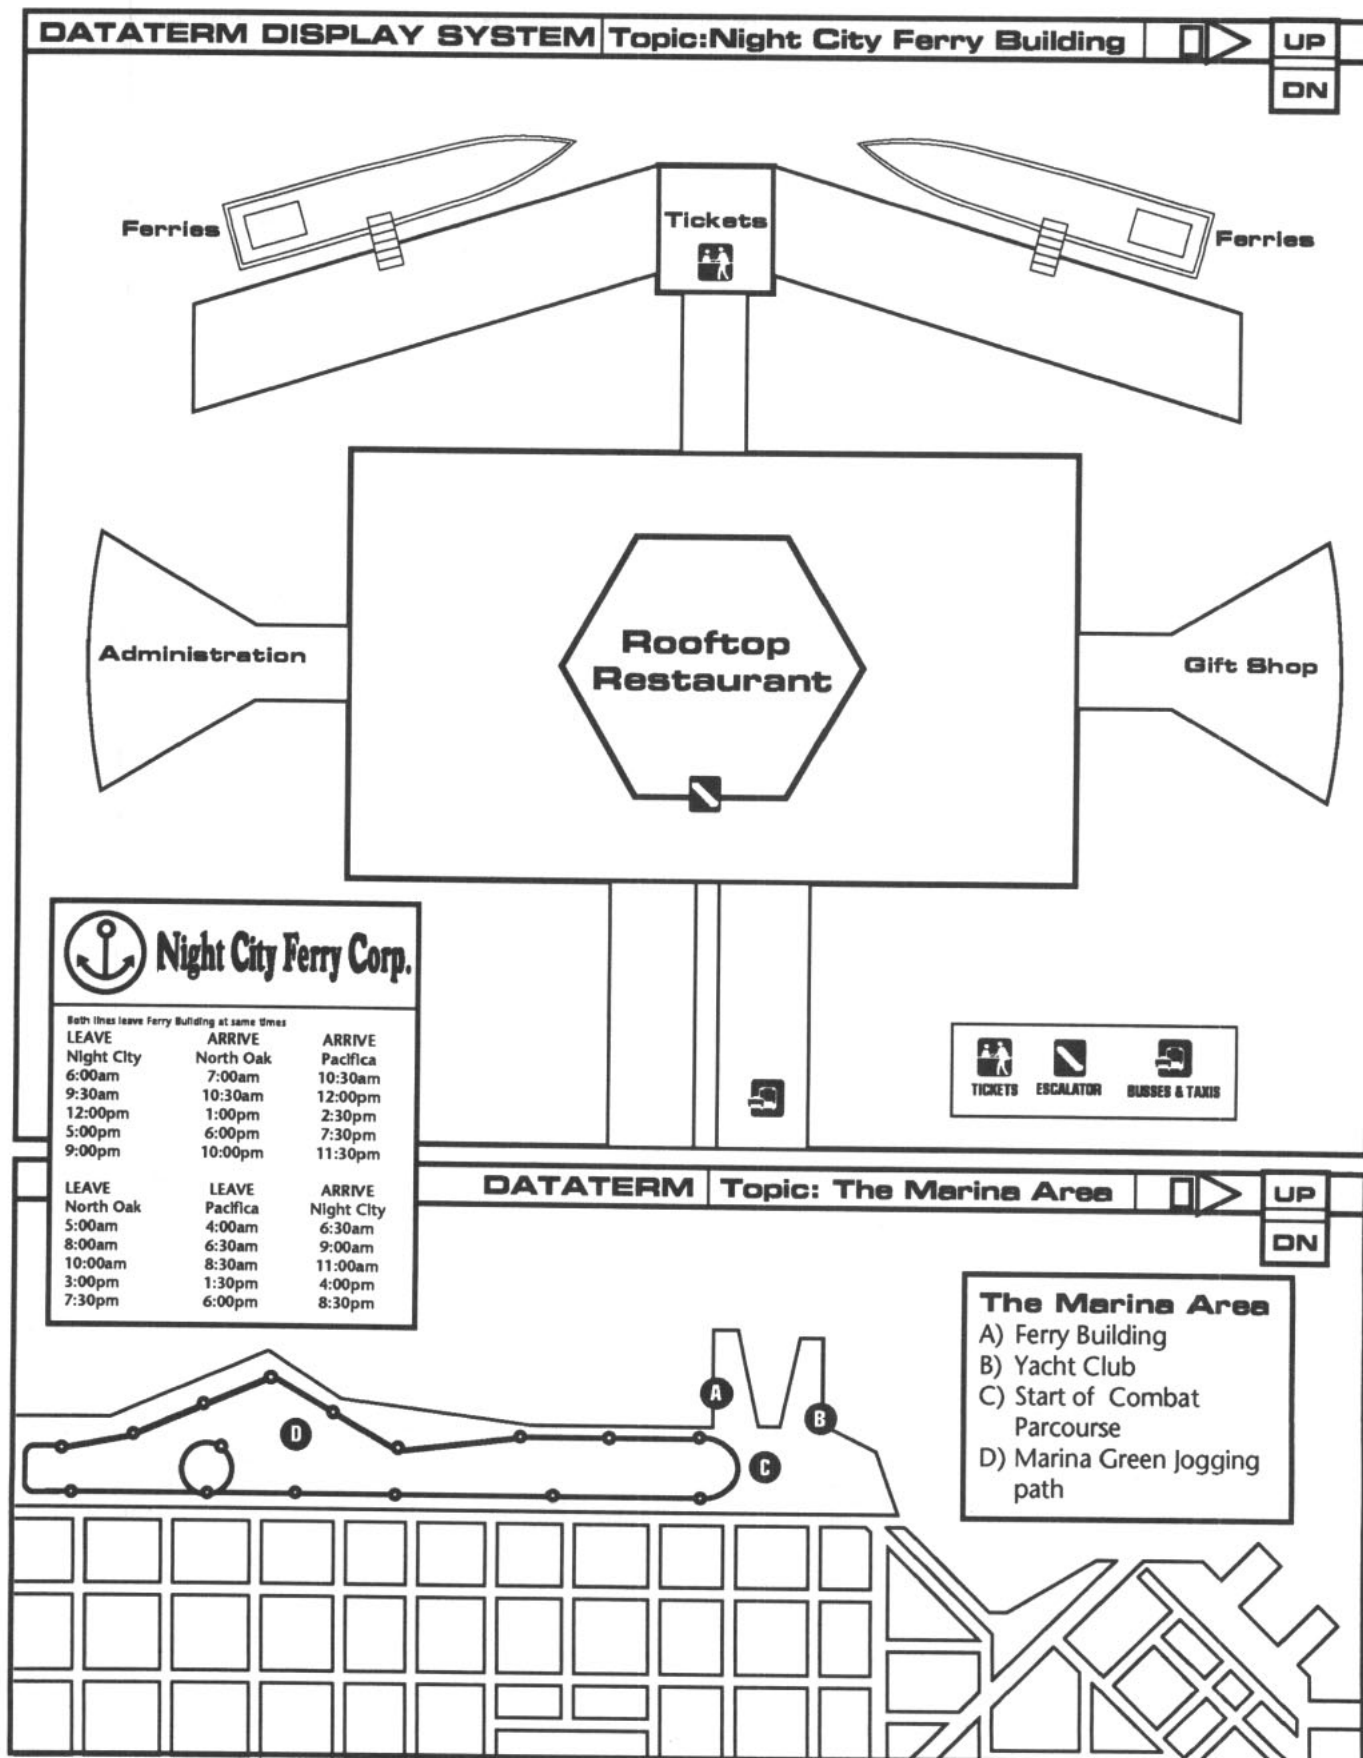 DATATERM DISPLAY SYSTEM Topic:Night City Ferry Building UP
DN
Tickets
Ferries
Ferries
Rooftop
Restaurant
Administration
Gift Shop
Night City Ferry Corp.
Both lines leave Ferry Building at same times
LEAVE ARRIVE ARRIVE
Night City North Oak Pacifica
6:00am 7:00am 10:30am
9:30am 10:30am 12:00pm
12:00pm 1:00pm 2:30pm
5:00pm 6:00pm 7:30pm
9:00pm 10:00pm 11:30pm
LEAVE LEAVE ARRIVE
North Oak Pacifica Night City
5:00am 4:00am 6:30am
8:00am 6:30am 9:00am
10:00am 8:30am 11:00am
3:00pm 1:30pm 4:00pm
7:30pm 6:00pm 8:30pm
TICKETS ESCALATOR BUSSES & TAXIS
DATATERM Topic: The Marina Area UP
DN
The Marina Area
A) Ferry Building
B) Yacht Club
C) Start of Combat
Parcourse
D) Marina Green Jogging
path
A
B
C
D